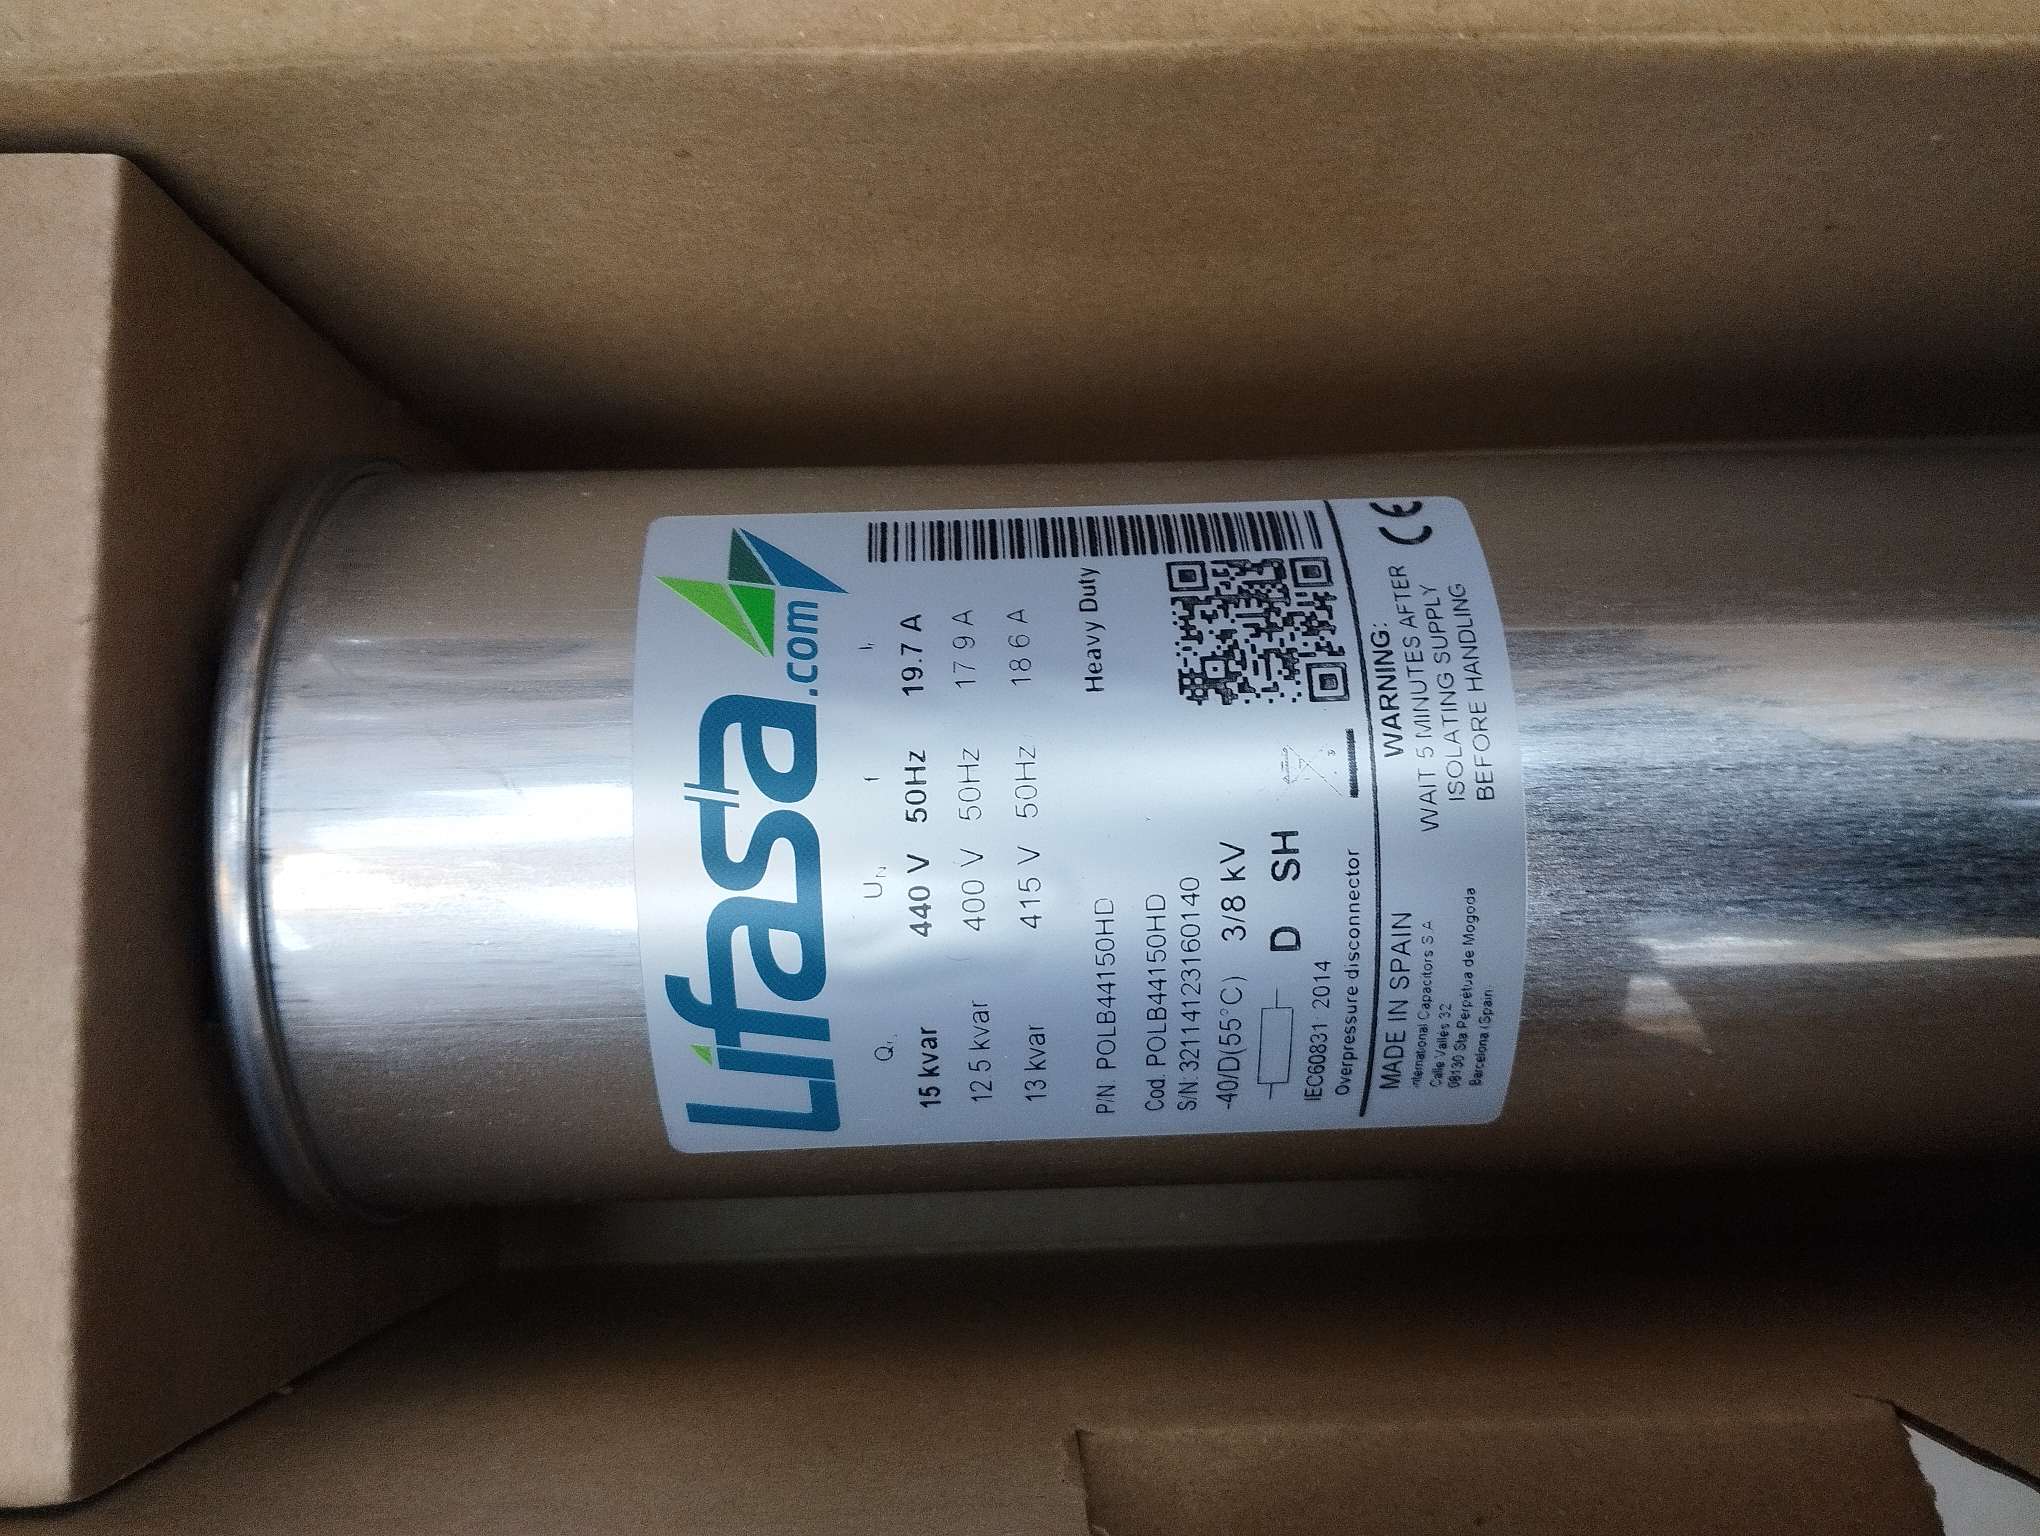 Lifasa.com
QN UN f IN
15 kvar 440 V 50Hz 19.7 A
12.5 kvar 400 V 50Hz 17.9 A
13 kvar 415 V 50Hz 18.6 A
P/N POLB44150HD Heavy Duty
Cod. POLB44150HD
S/N: 32114123160140
-40/D(55°C) 3/8 kV
D SH
IEC60831:2014
Overpressure disconnector
MADE IN SPAIN
International Capacitors S.A
Calle Vallés 32
08130 Sta Perpètua de Mogoda
Barcelona (Spain)
WARNING:
WAIT 5 MINUTES AFTER
ISOLATING SUPPLY
BEFORE HANDLING
CE